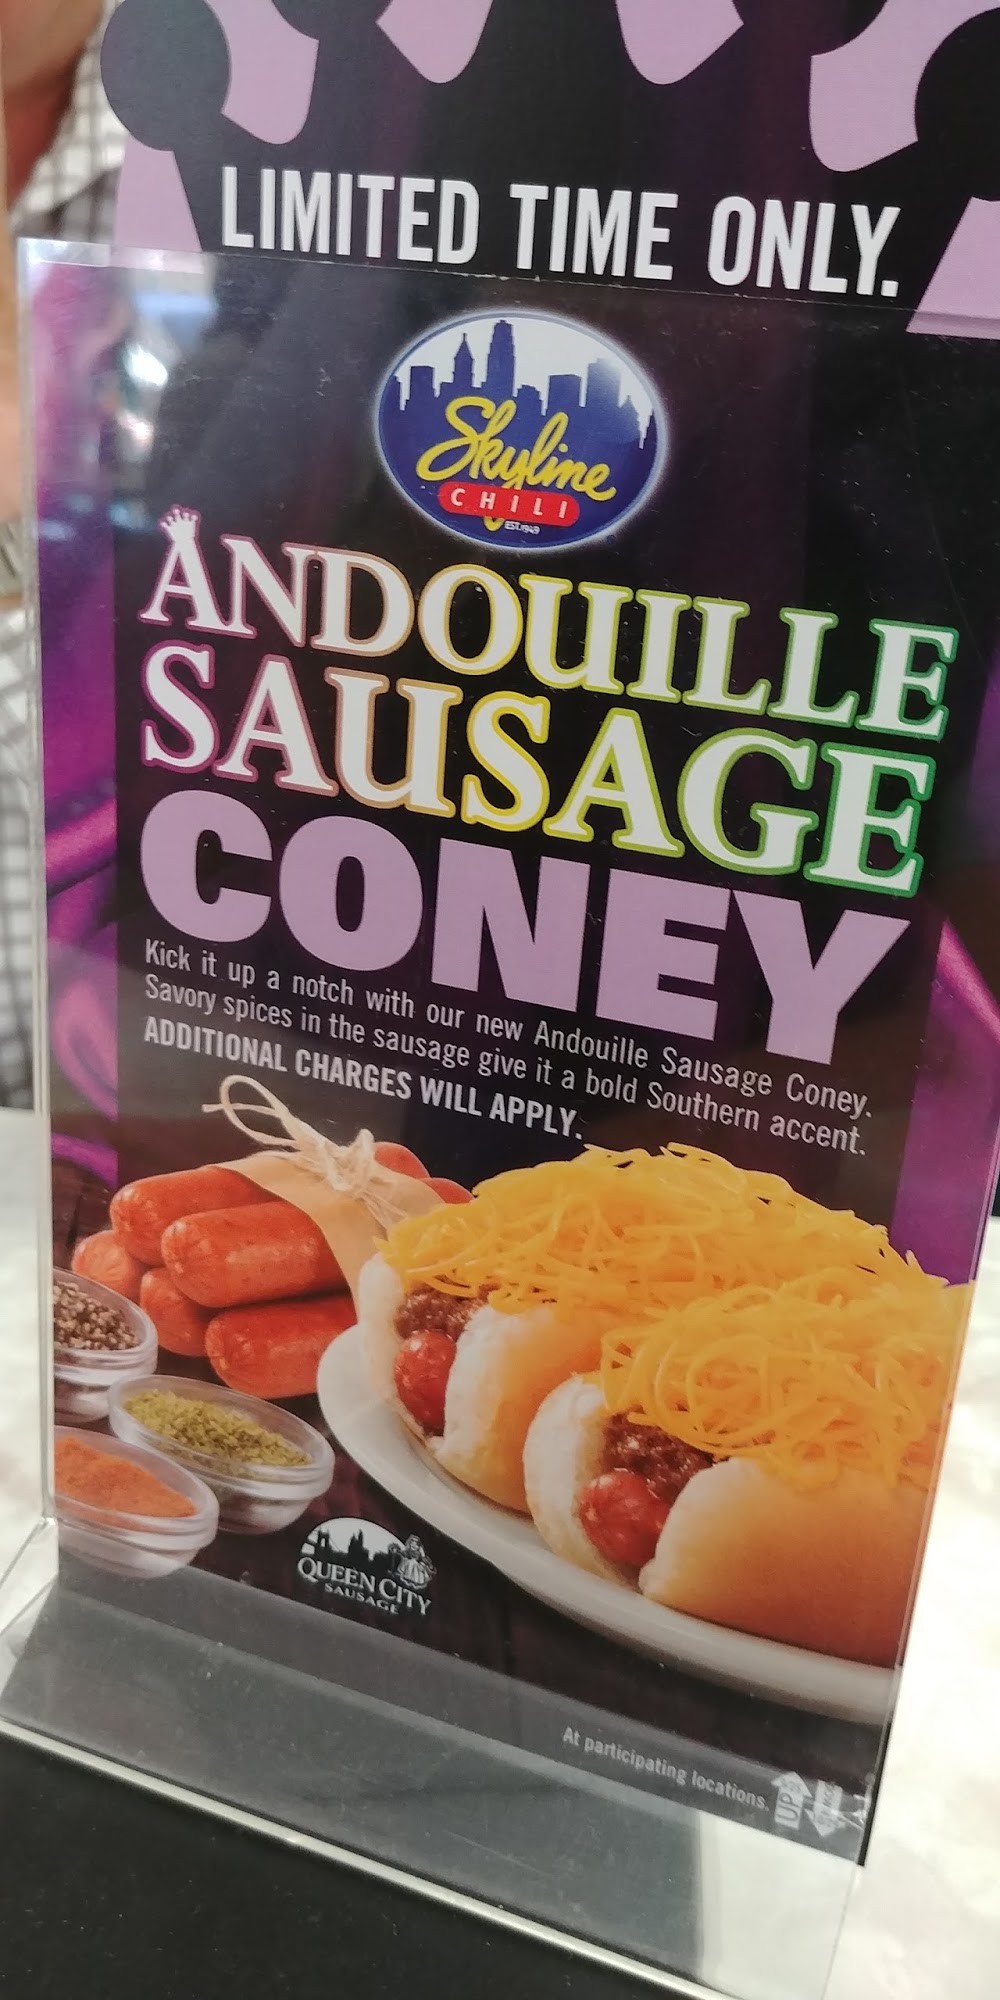 LIMITED TIME ONLY.
Skyline
CHILI
EST. 1949
ANDOUILLE
SAUSAGE
CONEY
Kick it up a notch with our new Andouille Sausage Coney.
Savory spices in the sausage give it a bold Southern accent.
ADDITIONAL CHARGES WILL APPLY.
QUEEN CITY
SAUSAGE
At participating locations.
UP